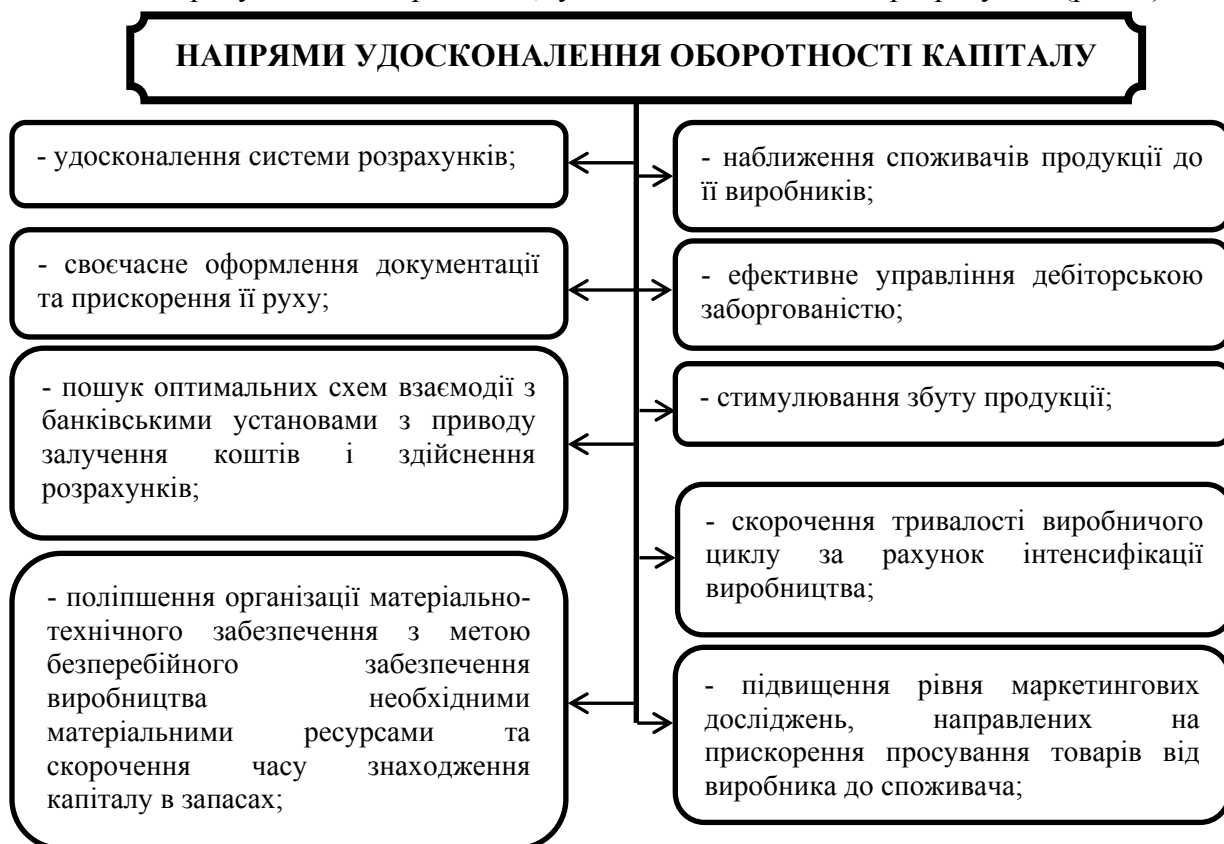 НАПРЯМИ УДОСКОНАЛЕННЯ ОБОРОТНОСТІ КАПІТАЛУ
- удосконалення системи розрахунків;
- своєчасне оформлення документації
та прискорення її руху;
- пошук оптимальних схем взаємодії з
банківськими установами з приводу
залучення коштів і здійснення
розрахунків;
- поліпшення організації матеріально-
технічного забезпечення з метою
безперебійного забезпечення
виробництва необхідними
матеріальними ресурсами та
скорочення часу знаходження
капіталу в запасах;
- наближення споживачів продукції до
її виробників;
- ефективне управління дебіторською
заборгованістю;
- стимулювання збуту продукції;
- скорочення тривалості виробничого
циклу за рахунок інтенсифікації
виробництва;
- підвищення рівня маркетингових
досліджень, направлених на
прискорення просування товарів від
виробника до споживача;